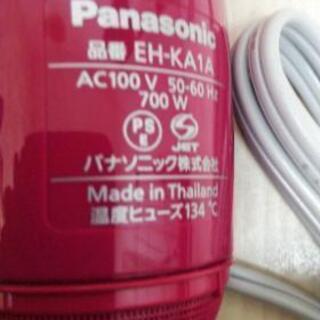 Panasonic
品番 EH-KA1A
AC100 V 50-60 Hz
700 W
PS
E
JET
パナソニック株式会社
Made in Thailand
温度ヒューズ134 ℃